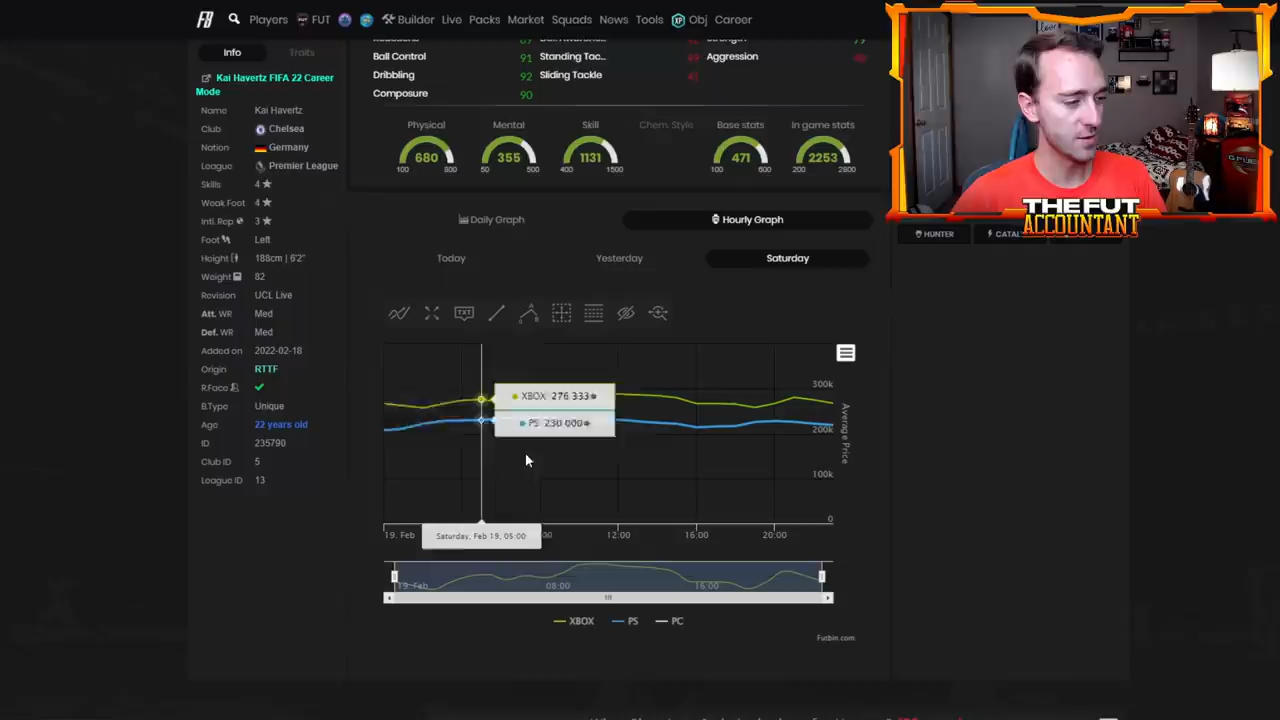 FB Players FUT Builder Live Packs Market Squads News Tools XP Obj Career
Info Traits
Kai Havertz FIFA 22 Career
Mode
Name Kai Havertz
Club Chelsea
Nation Germany
League Premier League
Skills 4
Weak Foot 4
Intl. Rep 3
Foot Left
Height 188cm | 6'2"
Weight 82
Revision UCL Live
Att. WR Med
Def. WR Med
Added on 2022-02-18
Origin RTTF
R.Face
B.Type Unique
Age 22 years old
ID 235790
Club ID 5
League ID 13
Ball Control 91 Standing Tac...
Aggression
Dribbling 92 Sliding Tackle
Composure 90
Physical Mental Skill Chem. Style Base stats In game stats
680 355 1131 471 2253
100 800 50 500 400 1500 100 600 200 2800
Daily Graph Hourly Graph
Today Yesterday Saturday
TXT
XBOX 276 333
PS 230 000
300k
200k
100k
0
Average Price
19. Feb 12:00 16:00 20:00
Saturday, Feb 19, 05:00
19. Feb 08:00 16:00
XBOX PS PC
Futbin.com
THE FUT
ACCOUNTANT
HUNTER CATAL
G FUEL